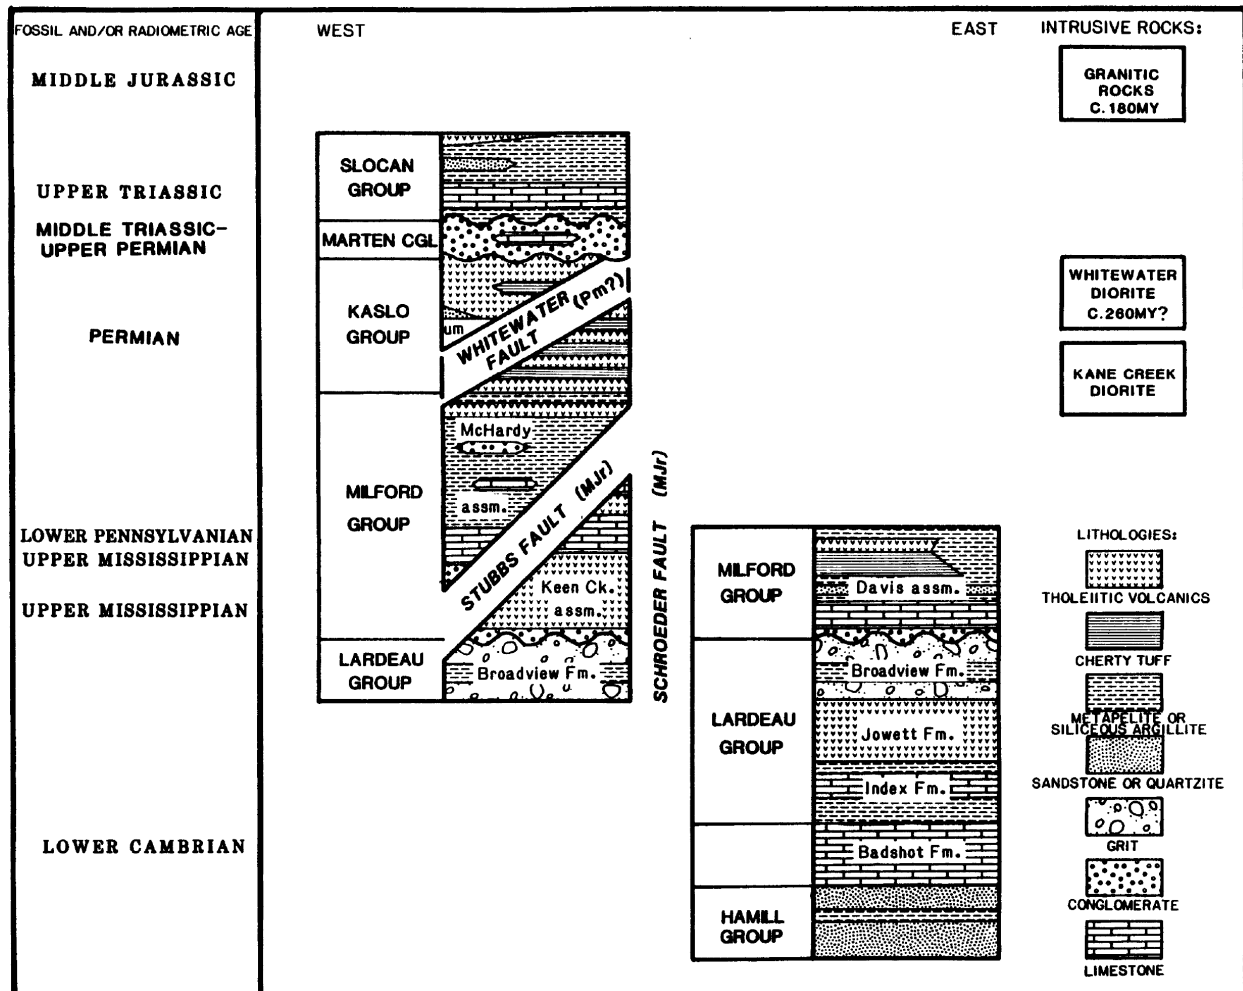 FOSSIL AND/OR RADIOMETRIC AGE
WEST
EAST
INTRUSIVE ROCKS:
MIDDLE JURASSIC
UPPER TRIASSIC
MIDDLE TRIASSIC-
UPPER PERMIAN
PERMIAN
LOWER PENNSYLVANIAN
UPPER MISSISSIPPIAN
UPPER MISSISSIPPIAN
LOWER CAMBRIAN
SLOCAN
GROUP
MARTEN CGL
KASLO
GROUP
um
WHITEWATER (Pm?)
FAULT
MILFORD
GROUP
McHardy
assm.
STUBBS FAULT (MJr)
Keen Ck.
assm.
LARDEAU
GROUP
Broadview Fm.
SCHROEDER FAULT (MJr)
MILFORD
GROUP
Davis assm.
LARDEAU
GROUP
Broadview Fm.
Jowett Fm.
Index Fm.
Badshot Fm.
HAMILL
GROUP
GRANITIC
ROCKS
C.180MY
WHITEWATER
DIORITE
C.260MY?
KANE CREEK
DIORITE
LITHOLOGIES:
THOLEIITIC VOLCANICS
CHERTY TUFF
METAPELITE OR
SILICEOUS ARGILLITE
SANDSTONE OR QUARTZITE
GRIT
CONGLOMERATE
LIMESTONE